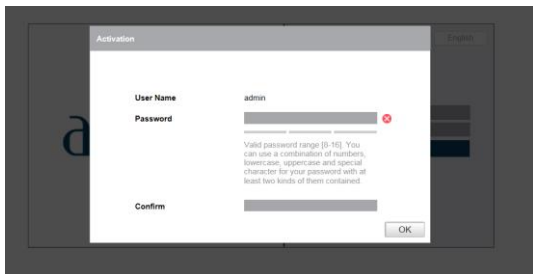 Activation
English
User Name admin
Password
Valid password range [8-16]. You
can use a combination of numbers,
lowercase, uppercase and special
character for your password with at
least two kinds of them contained.
Confirm
OK
a